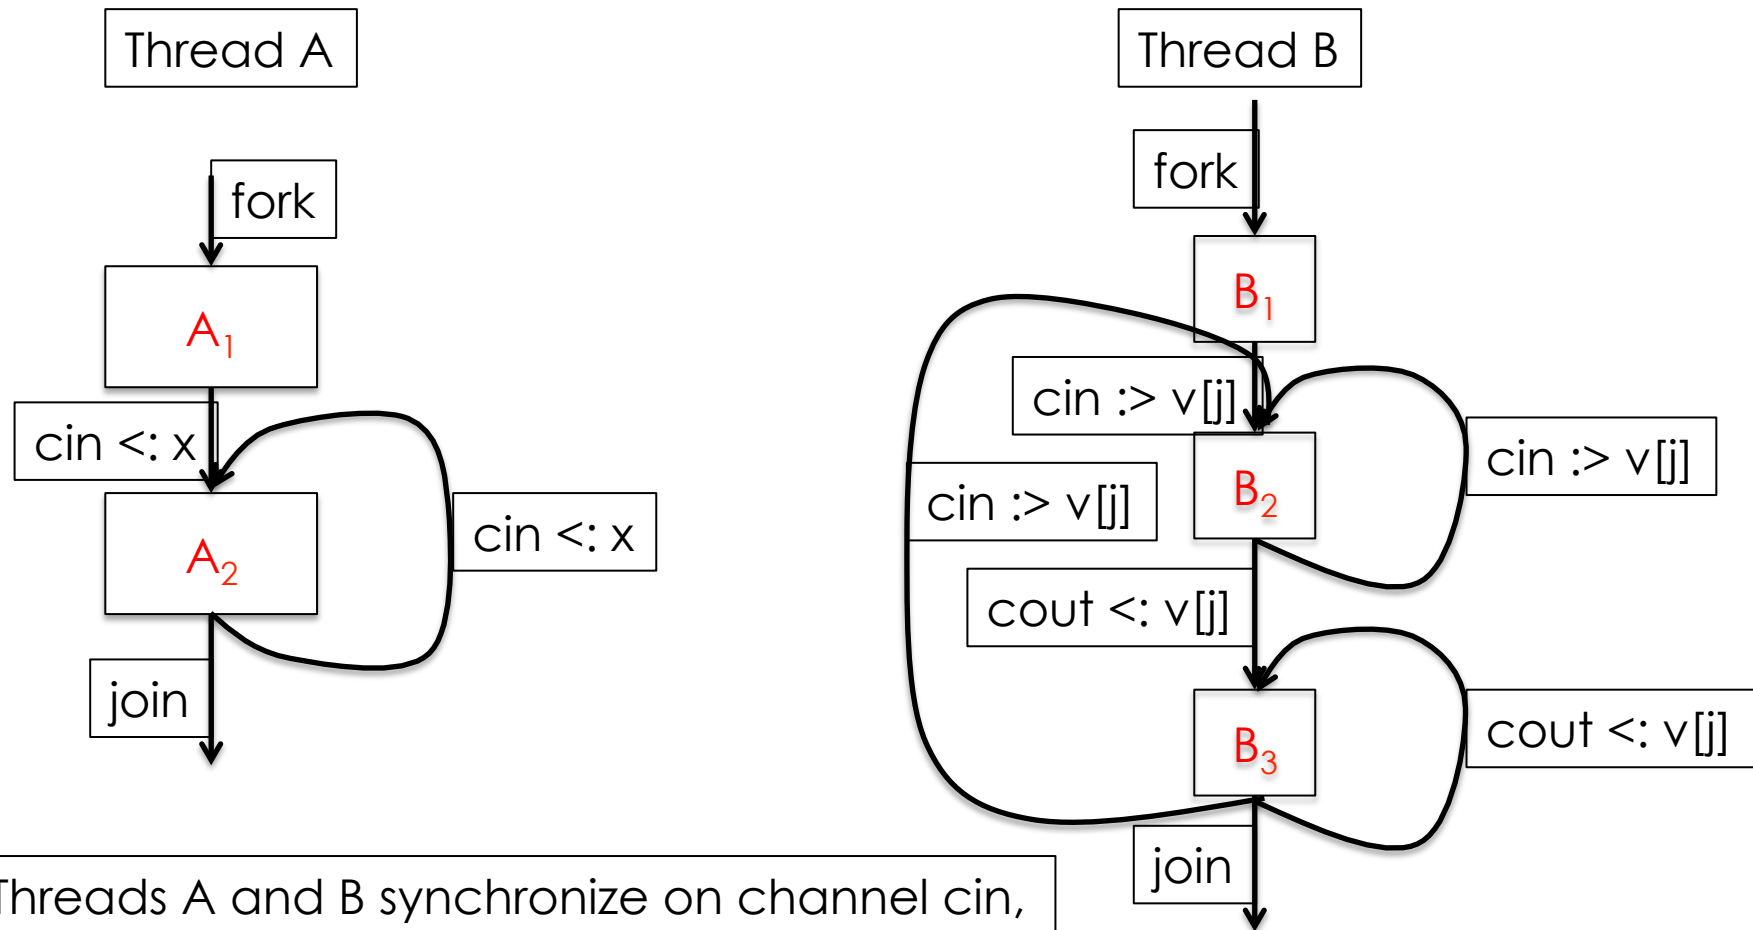 Thread A
fork
A₁
cin <: x
A₂
cin <: x
join
Thread B
fork
B₁
cin :> v[j]
B₂
cin :> v[j]
cin :> v[j]
cout <: v[j]
B₃
cout <: v[j]
join
Threads A and B synchronize on channel cin,